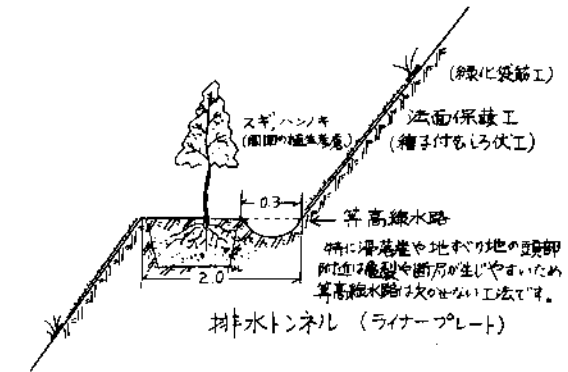 (緑化袋筋工)
法面保護工
(種子付むしろ伏工)
スギ,ハンノキ
(周囲の植生考慮)
0.3
等高線水路
特に滑落崖や地すべり地の頭部
附近は亀裂や断層が生じやすいため
等高線水路は欠かせない工法です。
2.0
排水トンネル (ライナープレート)